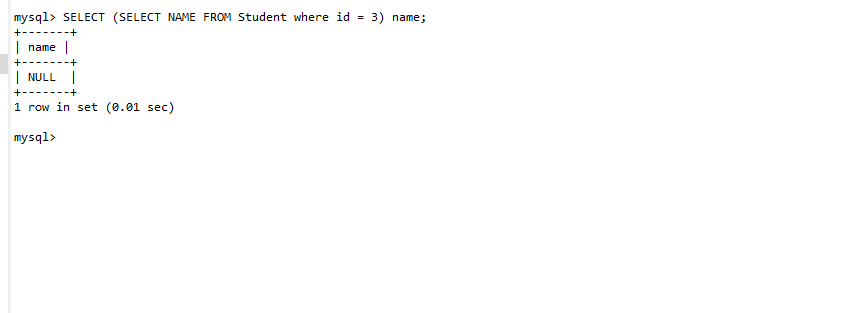 mysql> SELECT (SELECT NAME FROM Student where id = 3) name;
+-------+
| name |
+-------+
| NULL  |
+-------+
1 row in set (0.01 sec)
mysql>